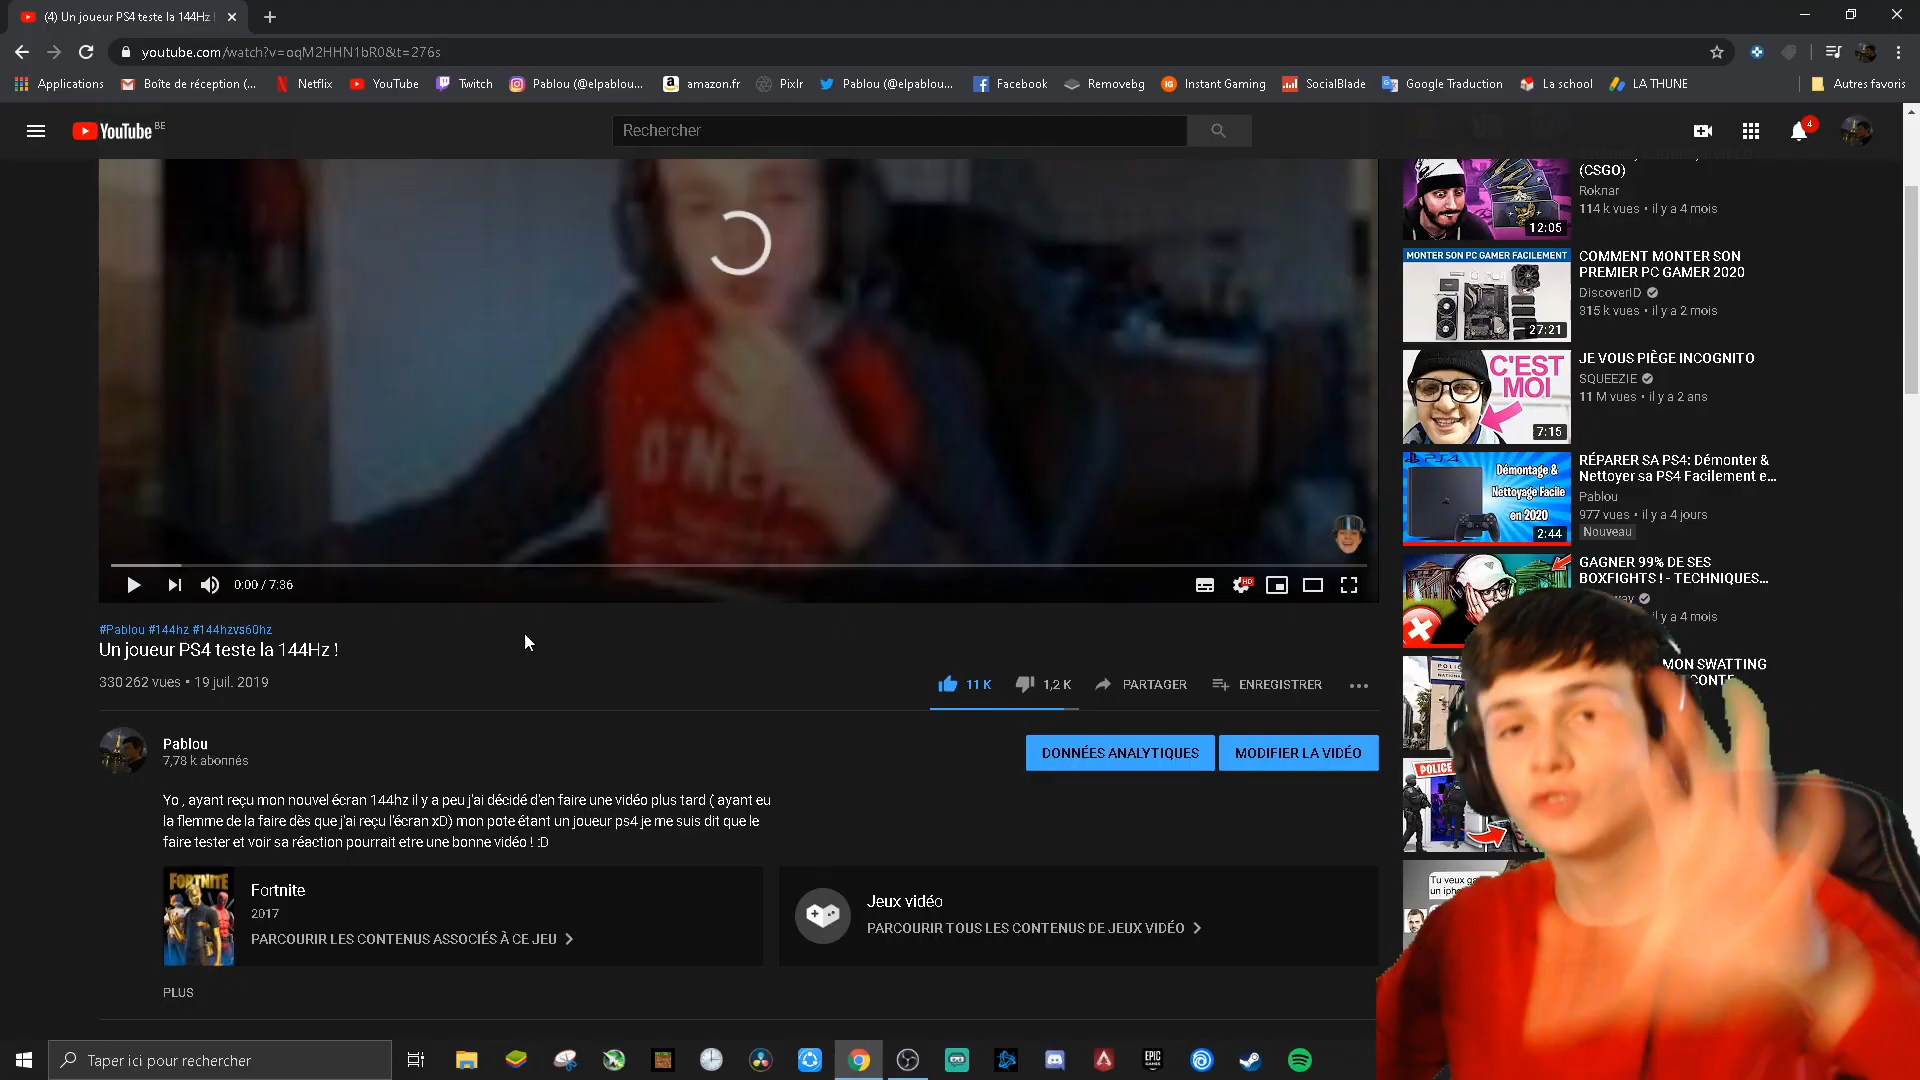 (4) Un joueur PS4 teste la 144Hz !
youtube.com/watch?v=oqM2HHN1bR0&t=276s
Applications
Boîte de réception (...
Netflix
YouTube
Twitch
Pablou (@elpablou...
amazon.fr
Pixlr
Pablou (@elpablou...
Facebook
Removebg
Instant Gaming
SocialBlade
Google Traduction
La school
LA THUNE
Autres favoris
YouTube BE
Rechercher
4
(CSGO)
Roknar
114 k vues • il y a 4 mois
12:05
MONTER SON PC GAMER FACILEMENT
27:21
COMMENT MONTER SON
PREMIER PC GAMER 2020
DiscoverID
315 k vues • il y a 2 mois
C'EST
MOI
7:15
JE VOUS PIÈGE INCOGNITO
SQUEEZIE
11 M vues • il y a 2 ans
PS4
Démontage &
Nettoyage Facile
en 2020
2:44
RÉPARER SA PS4: Démonter &
Nettoyer sa PS4 Facilement e...
Pablou
977 vues • il y a 4 jours
Nouveau
GAGNER 99% DE SES
BOXFIGHTS ! - TECHNIQUES...
way
il y a 4 mois
MON SWATTING
POLICE
Tu veux
un iph
0:00 / 7:36
HD
#Pablou #144hz #144hzvs60hz
Un joueur PS4 teste la 144Hz !
330 262 vues • 19 juil. 2019
11 K
1,2 K
PARTAGER
ENREGISTRER
Pablou
7,78 k abonnés
DONNÉES ANALYTIQUES
MODIFIER LA VIDÉO
Yo , ayant reçu mon nouvel écran 144hz il y a peu j'ai décidé d'en faire une vidéo plus tard ( ayant eu
la flemme de la faire dès que j'ai reçu l'écran xD) mon pote étant un joueur ps4 je me suis dit que le
faire tester et voir sa réaction pourrait etre une bonne vidéo ! :D
FORTNITE
Fortnite
2017
PARCOURIR LES CONTENUS ASSOCIÉS À CE JEU
Jeux vidéo
PARCOURIR TOUS LES CONTENUS DE JEUX VIDÉO
PLUS
Taper ici pour rechercher
EPIC
GAMES